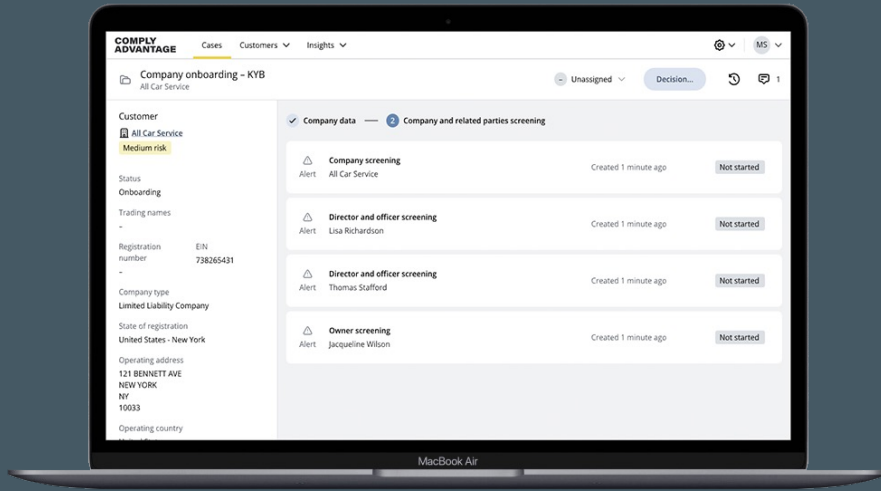 COMPLY
ADVANTAGE
Cases
Customers
Insights
MS
Company onboarding – KYB
All Car Service
Unassigned
Decision...
1
Customer
All Car Service
Medium risk
Status
Onboarding
Trading names
-
Registration
number
-
EIN
738265431
Company type
Limited Liability Company
State of registration
United States - New York
Operating address
121 BENNETT AVE
NEW YORK
NY
10033
Operating country
Company data
2
Company and related parties screening
Alert
Company screening
All Car Service
Created 1 minute ago
Not started
Alert
Director and officer screening
Lisa Richardson
Created 1 minute ago
Not started
Alert
Director and officer screening
Thomas Stafford
Created 1 minute ago
Not started
Alert
Owner screening
Jacqueline Wilson
Created 1 minute ago
Not started
MacBook Air